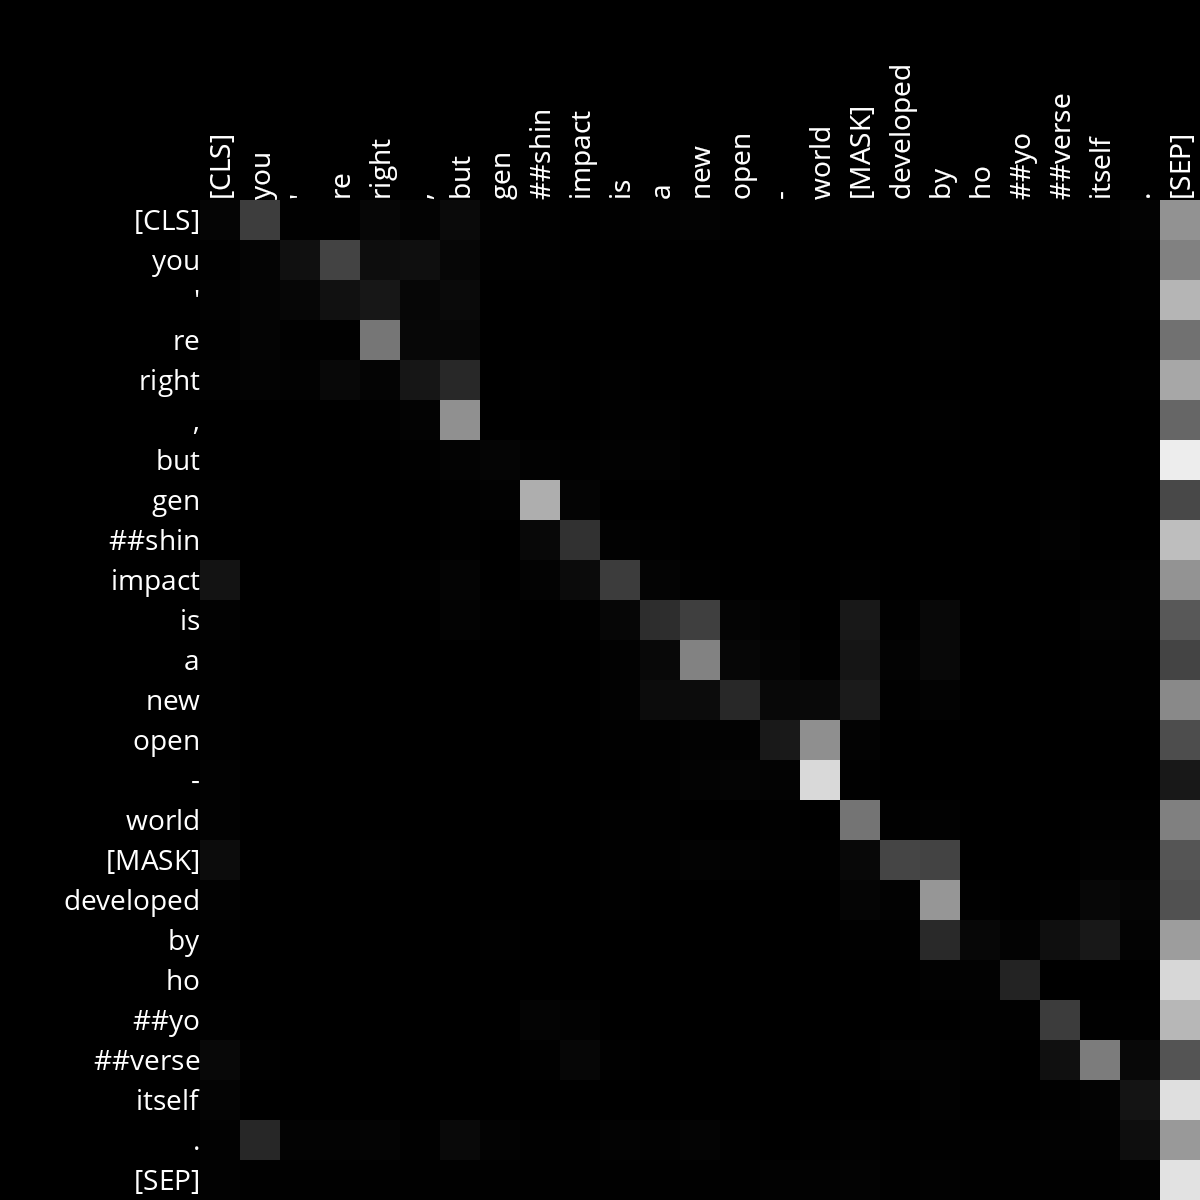 [CLS] you ' re right , but gen ##shin impact is a new open - world [MASK] developed by ho ##yo ##verse itself . [SEP]
[CLS]
you
'
re
right
,
but
gen
##shin
impact
is
a
new
open
-
world
[MASK]
developed
by
ho
##yo
##verse
itself
.
[SEP]